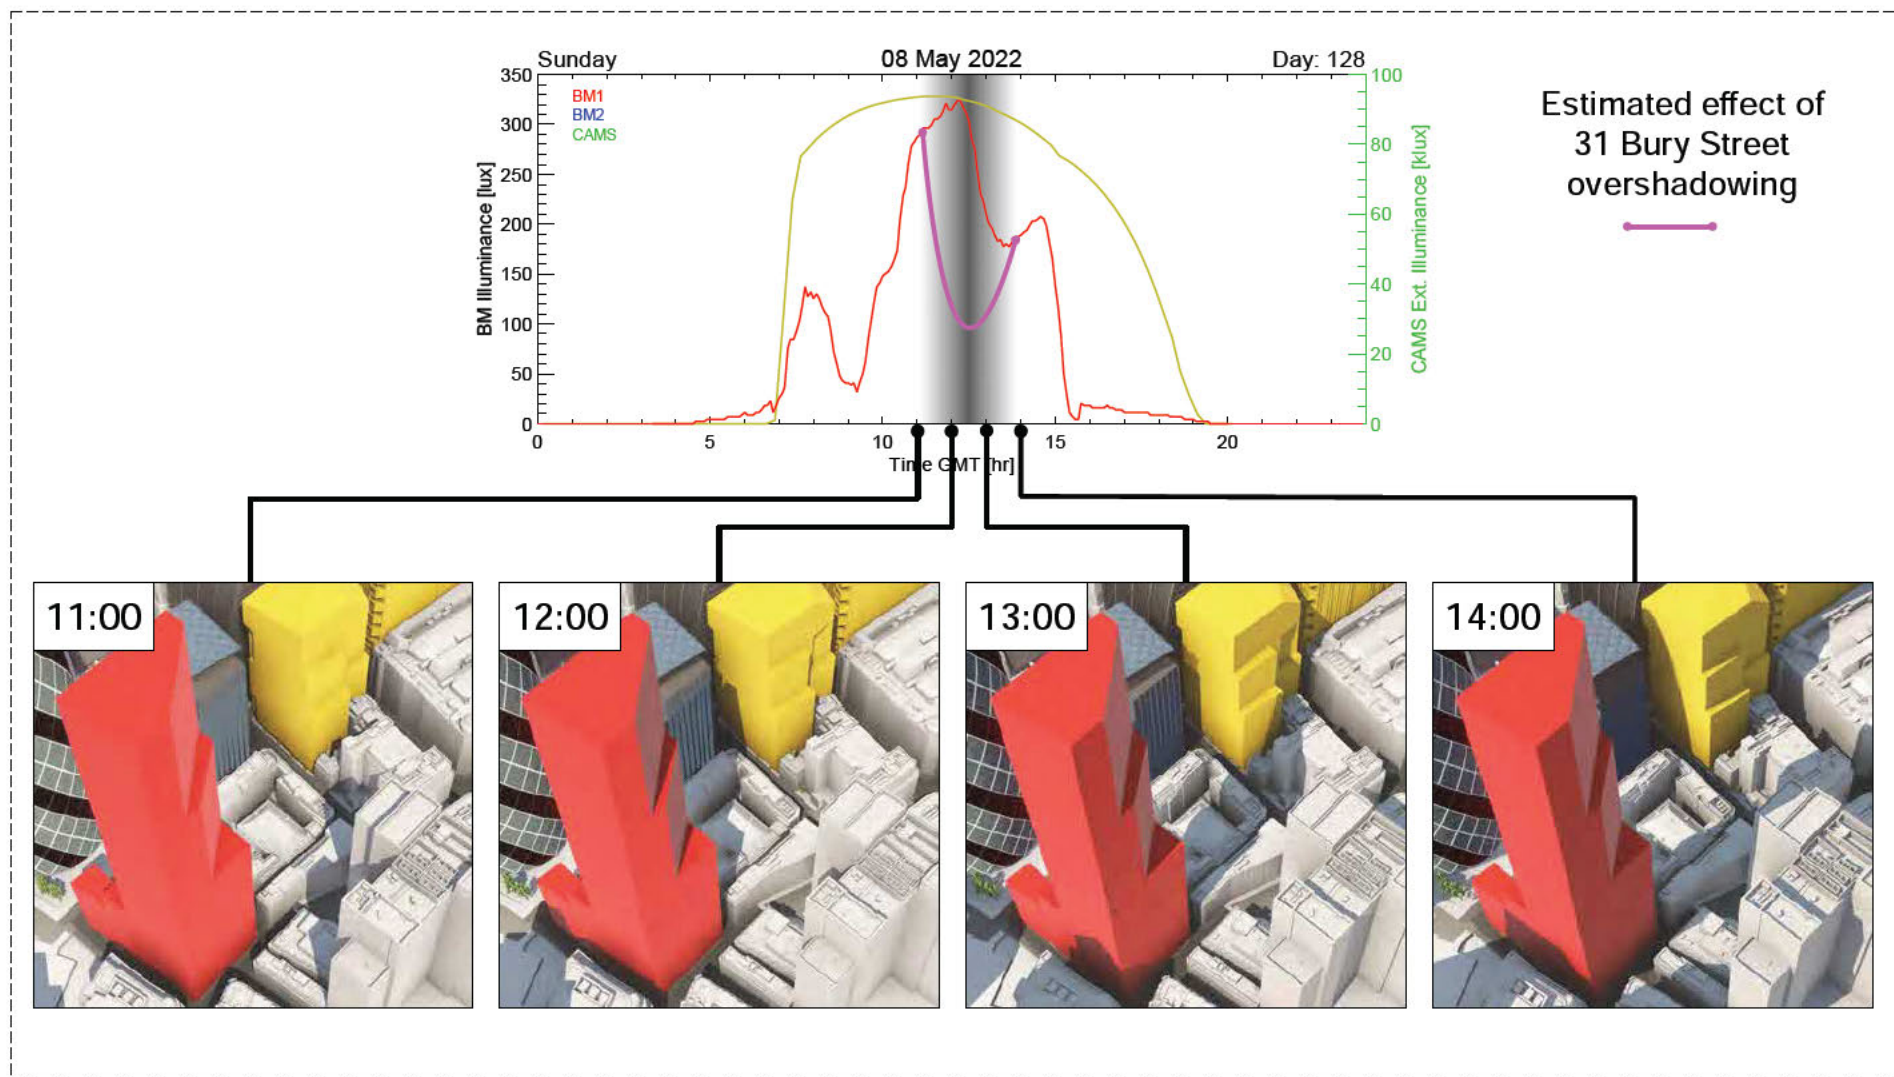 Sunday
08 May 2022
Day: 128
BM1
BM2
CAMS
350
300
250
200
150
100
50
0
BM Illuminance [lux]
100
80
60
40
20
0
CAMS Ext. Illuminance [klux]
0
5
10
15
20
Time GMT [hr]
Estimated effect of
31 Bury Street
overshadowing
11:00
12:00
13:00
14:00